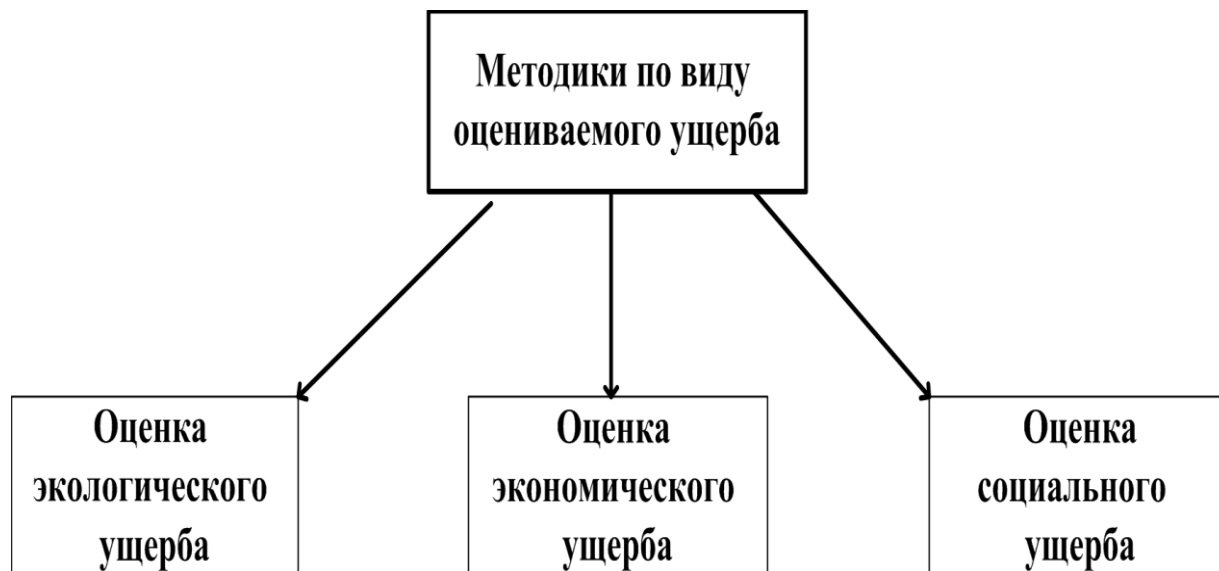 Методики по виду
оцениваемого ущерба
Оценка
экологического
ущерба
Оценка
экономического
ущерба
Оценка
социального
ущерба